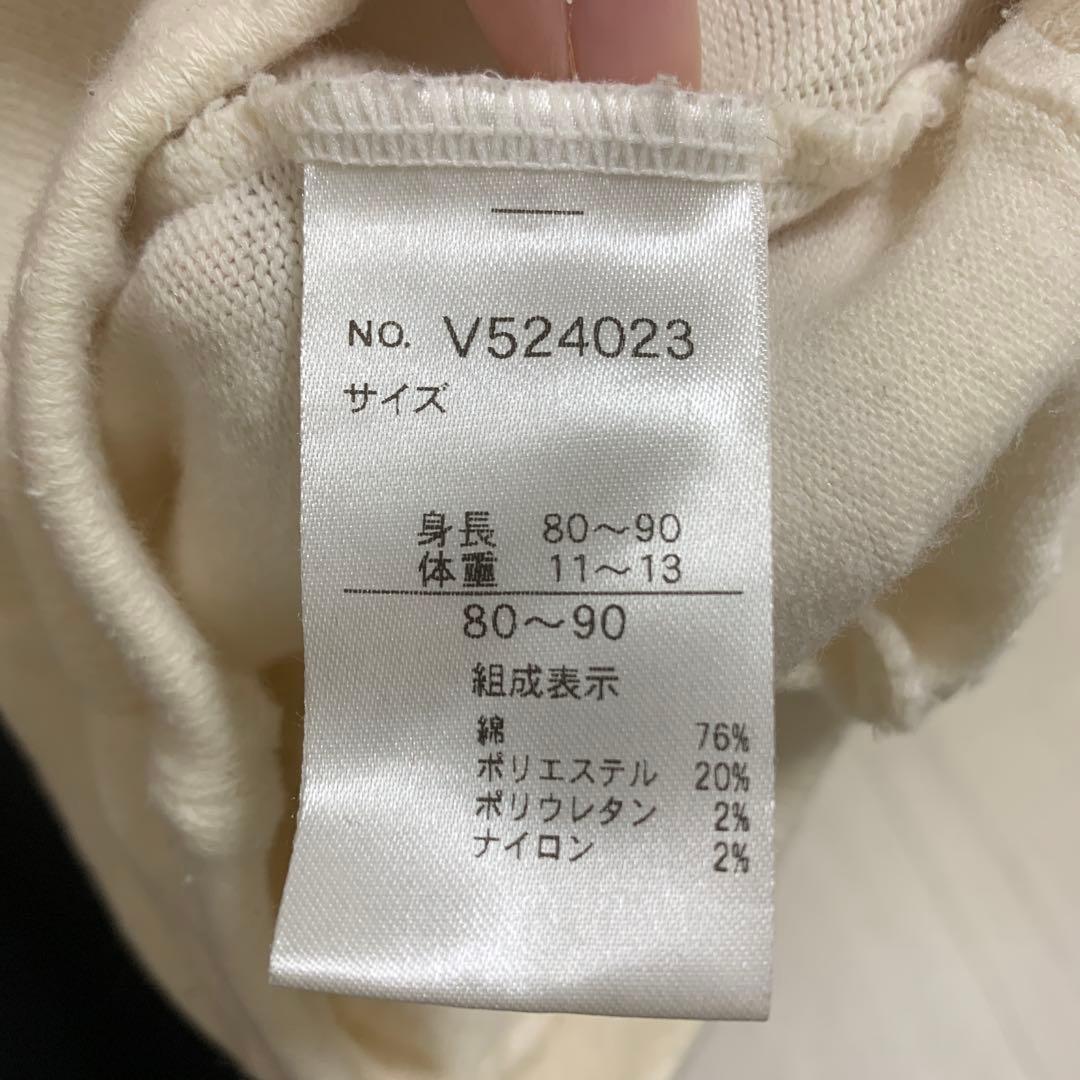 NO. V524023
サイズ
身長 80～90
体重 11～13
80～90
組成表示
綿 76%
ポリエステル 20%
ポリウレタン 2%
ナイロン 2%